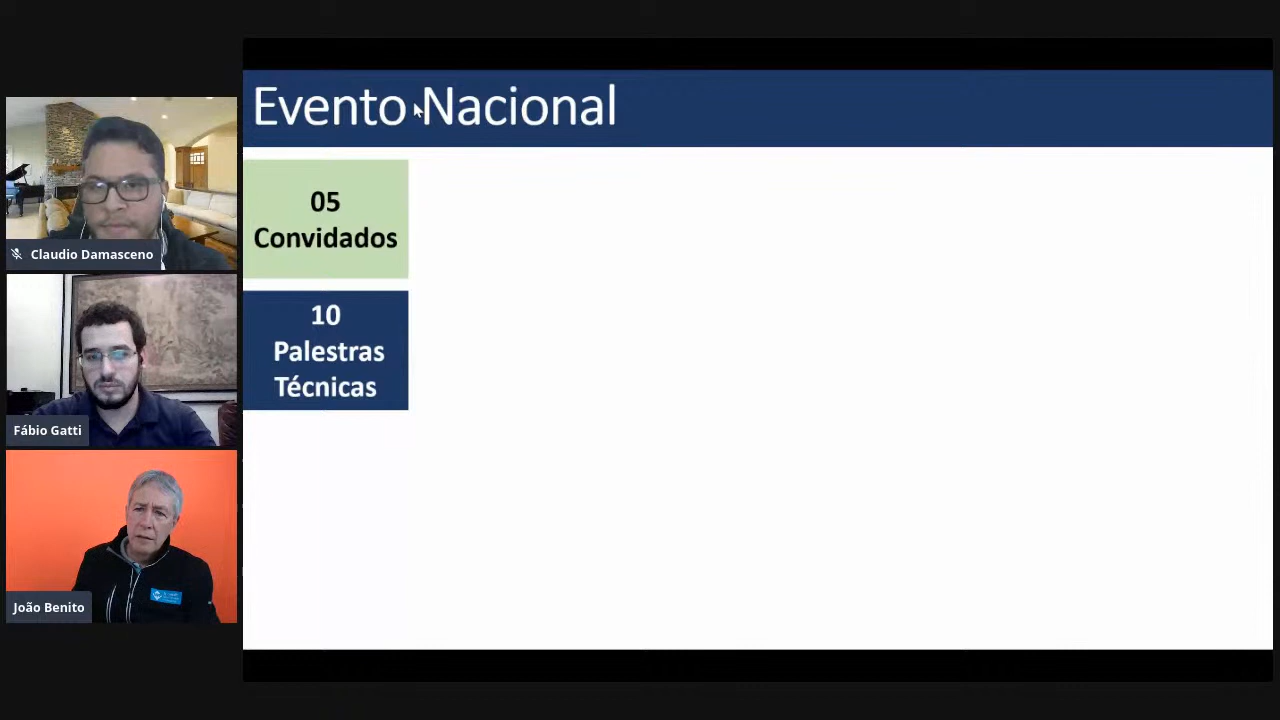 Evento Nacional
05
Convidados
10
Palestras
Técnicas
Claudio Damasceno
Fábio Gatti
João Benito